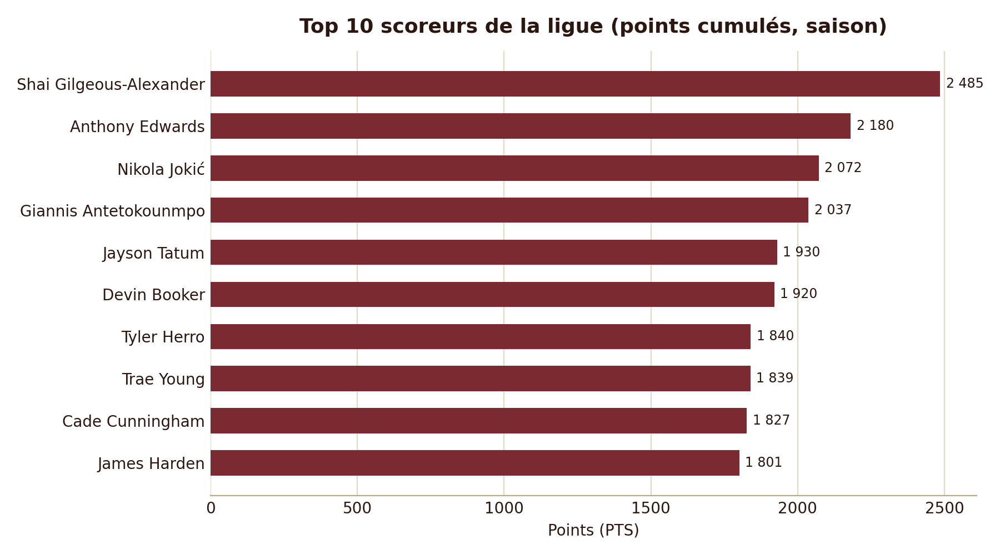 Top 10 scoreurs de la ligue (points cumulés, saison)
Shai Gilgeous-Alexander 2 485
Anthony Edwards 2 180
Nikola Jokić 2 072
Giannis Antetokounmpo 2 037
Jayson Tatum 1 930
Devin Booker 1 920
Tyler Herro 1 840
Trae Young 1 839
Cade Cunningham 1 827
James Harden 1 801
0 500 1000 1500 2000 2500
Points (PTS)